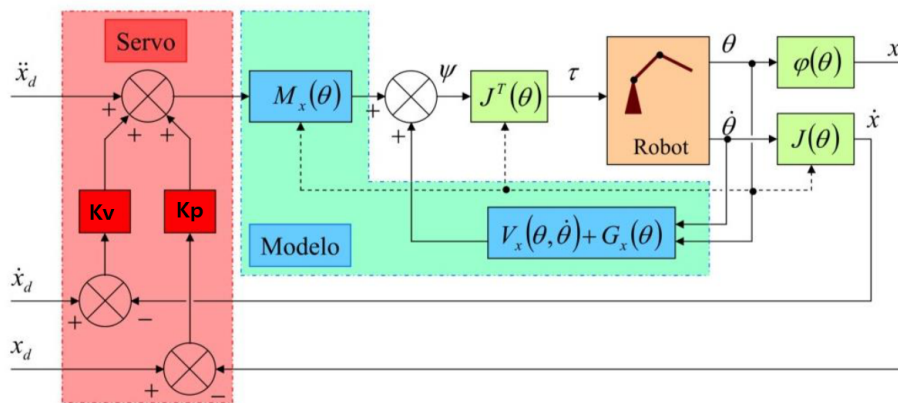 Servo
ẍ_d
+
+
+
M_x(θ)
+
+
ψ
J^T(θ)
τ
Robot
θ
θ̇
φ(θ)
x
J(θ)
ẋ
Kv
Kp
Modelo
V_x(θ, θ̇) + G_x(θ)
ẋ_d
+
−
x_d
+
−